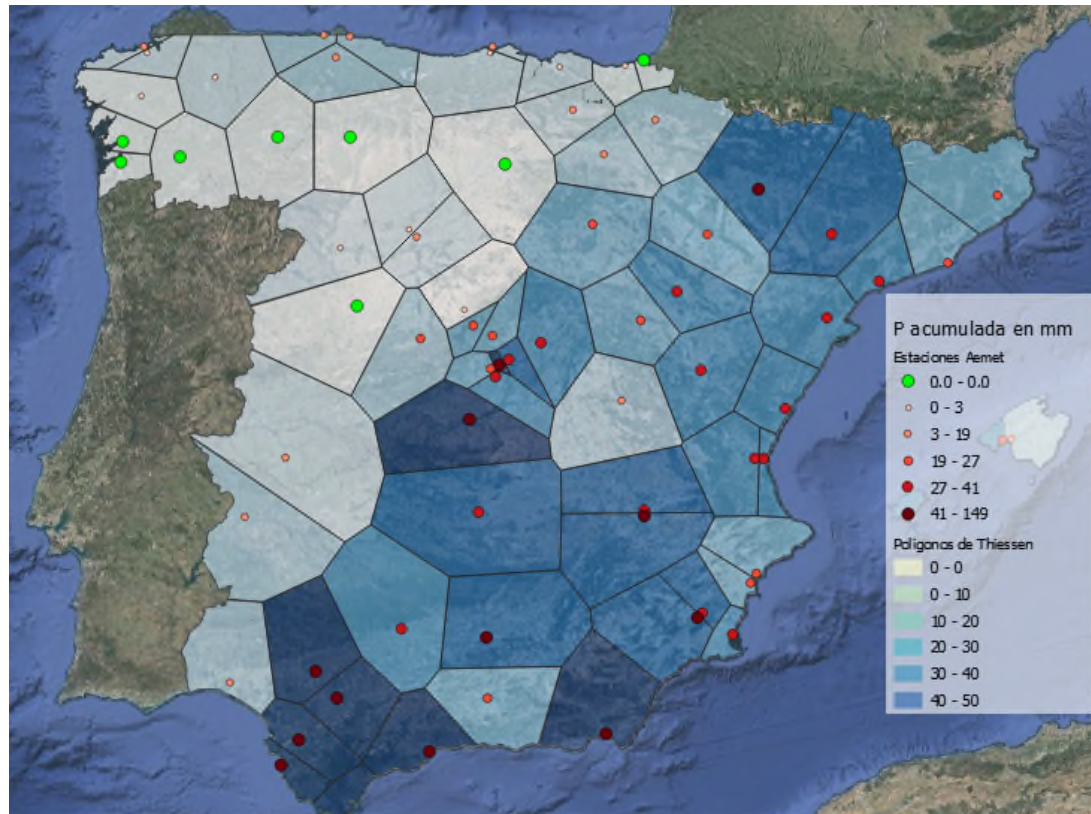 P acumulada en mm
Estaciones Aemet
0.0 - 0.0
0 - 3
3 - 19
19 - 27
27 - 41
41 - 149
Polígonos de Thiessen
0 - 0
0 - 10
10 - 20
20 - 30
30 - 40
40 - 50